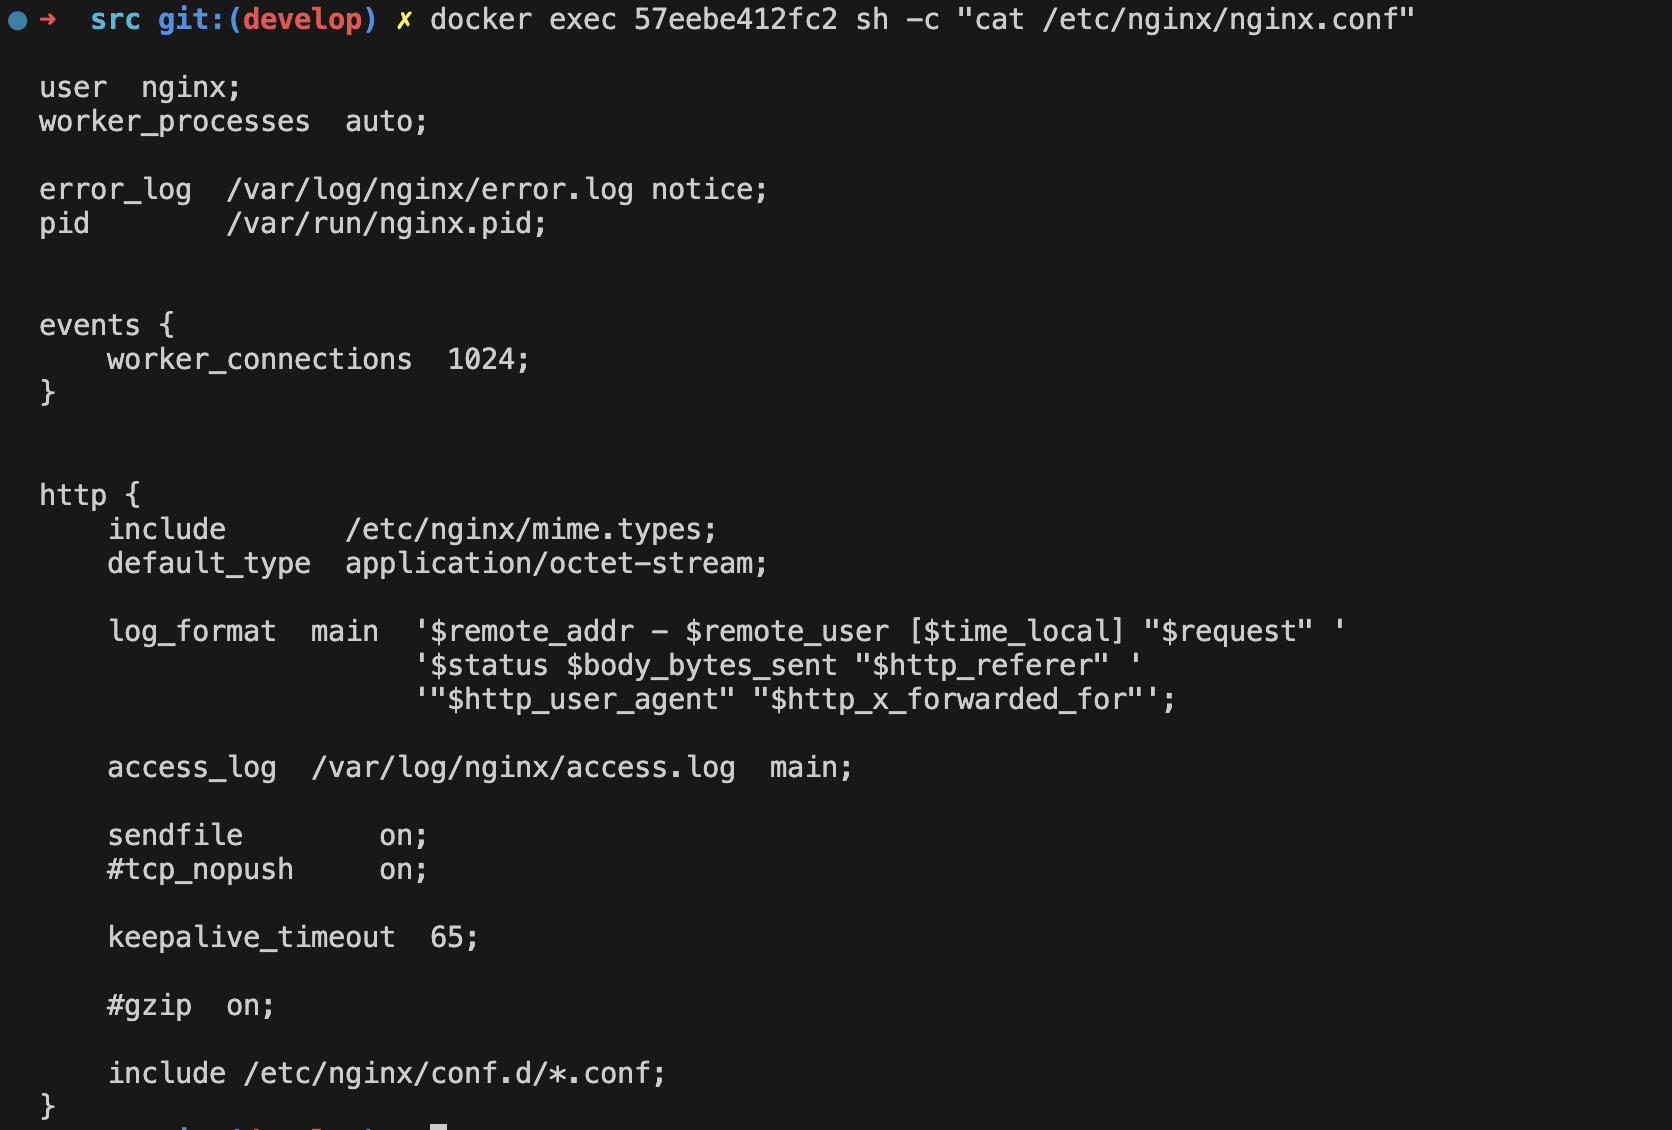 ➜  src git:(develop) ✗ docker exec 57eebe412fc2 sh -c "cat /etc/nginx/nginx.conf"
user  nginx;
worker_processes  auto;
error_log  /var/log/nginx/error.log notice;
pid        /var/run/nginx.pid;
events {
    worker_connections  1024;
}
http {
    include       /etc/nginx/mime.types;
    default_type  application/octet-stream;
    log_format  main  '$remote_addr - $remote_user [$time_local] "$request" '
                      '$status $body_bytes_sent "$http_referer" '
                      '"$http_user_agent" "$http_x_forwarded_for"';
    access_log  /var/log/nginx/access.log  main;
    sendfile        on;
    #tcp_nopush     on;
    keepalive_timeout  65;
    #gzip  on;
    include /etc/nginx/conf.d/*.conf;
}